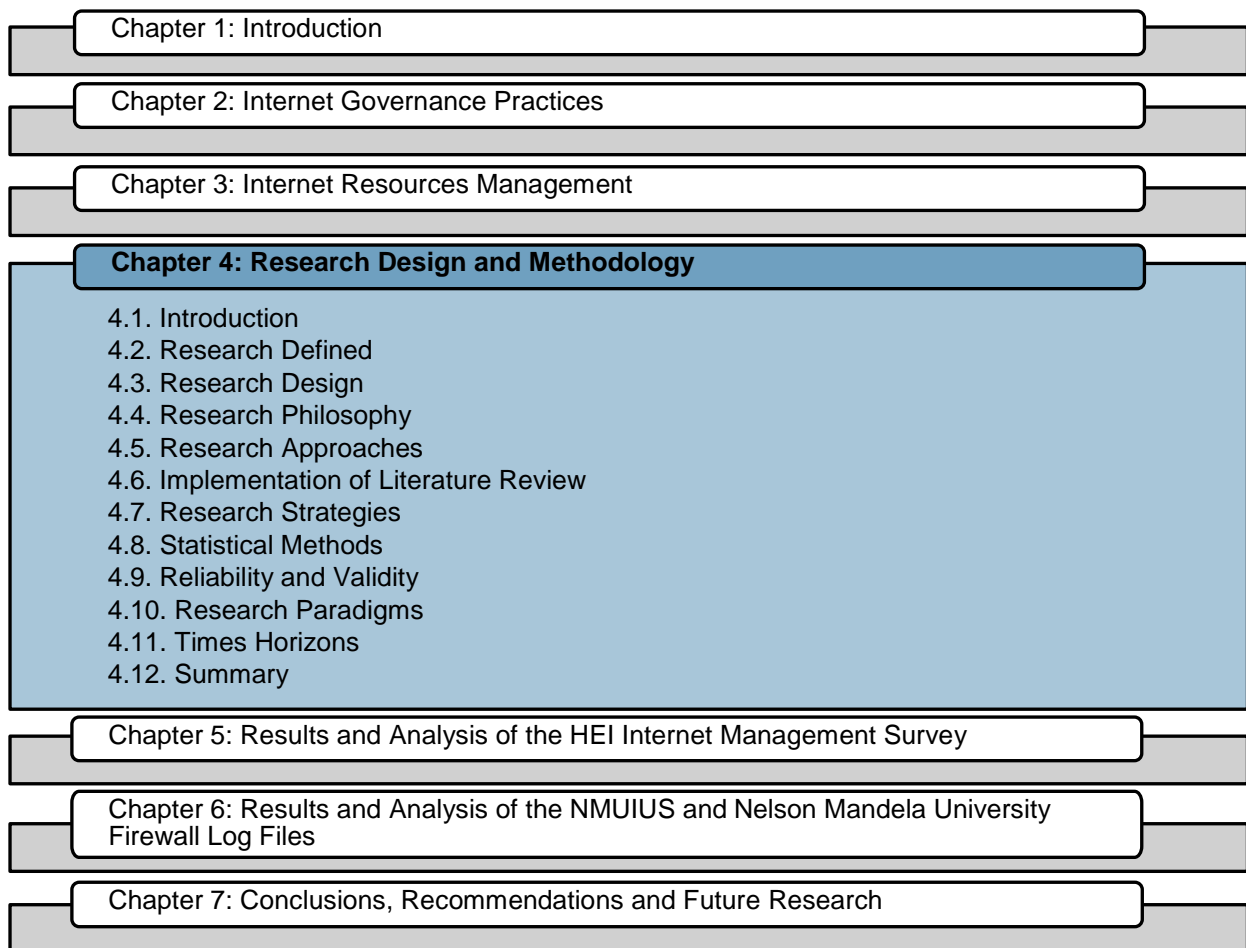 Chapter 1: Introduction
Chapter 2: Internet Governance Practices
Chapter 3: Internet Resources Management
Chapter 4: Research Design and Methodology
4.1. Introduction
4.2. Research Defined
4.3. Research Design
4.4. Research Philosophy
4.5. Research Approaches
4.6. Implementation of Literature Review
4.7. Research Strategies
4.8. Statistical Methods
4.9. Reliability and Validity
4.10. Research Paradigms
4.11. Times Horizons
4.12. Summary
Chapter 5: Results and Analysis of the HEI Internet Management Survey
Chapter 6: Results and Analysis of the NMUIUS and Nelson Mandela University
Firewall Log Files
Chapter 7: Conclusions, Recommendations and Future Research